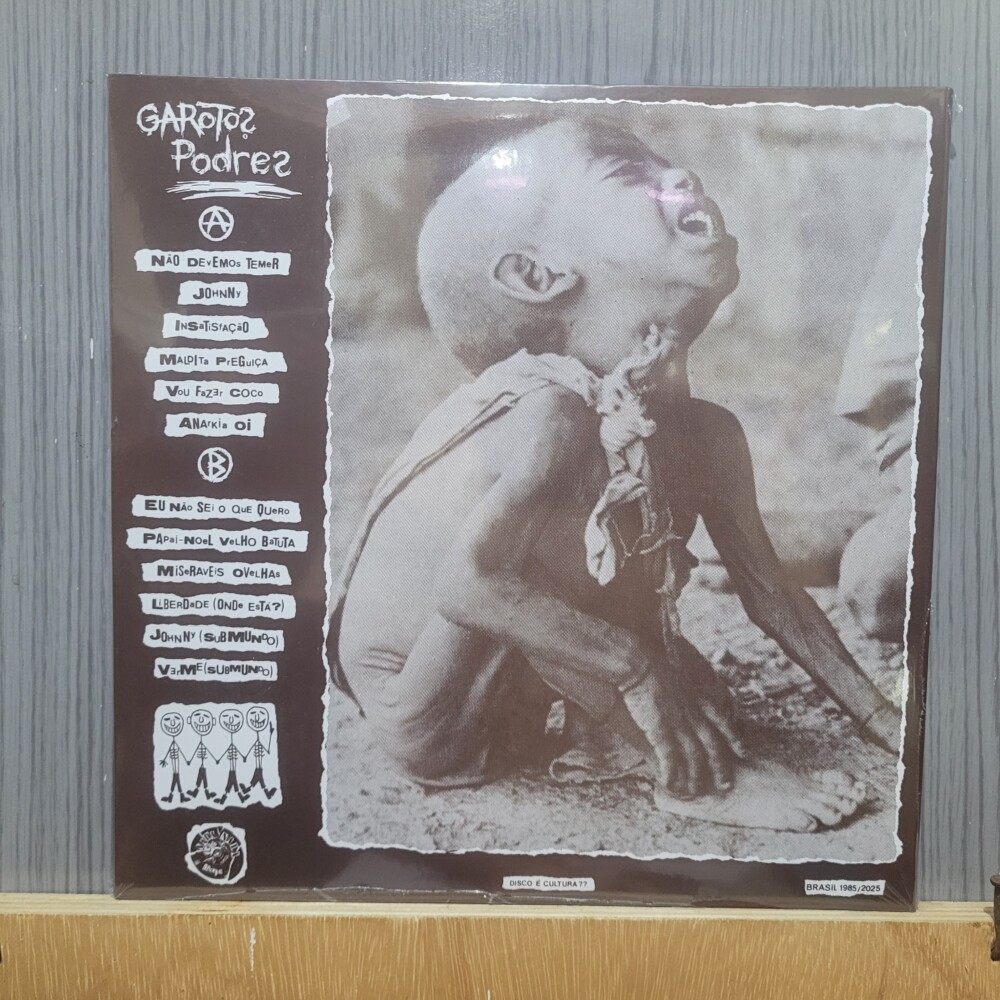 GAROTOS
PODRES
A
NÃO DEVEMOS TEMER
JOHNNY
INSATISFAÇÃO
MALDITA PREGUIÇA
VOU FAZER COCO
ANARKIA OI
B
EU NÃO SEI O QUE QUERO
PAPAI-NOEL VELHO BATUTA
MISERAVEIS OVELHAS
LIBERDADE (ONDE ESTÁ?)
JOHNNY (SUBMUNDO)
VERME (SUBMUNDO)
DISCO É CULTURA??
BRASIL 1985/2025